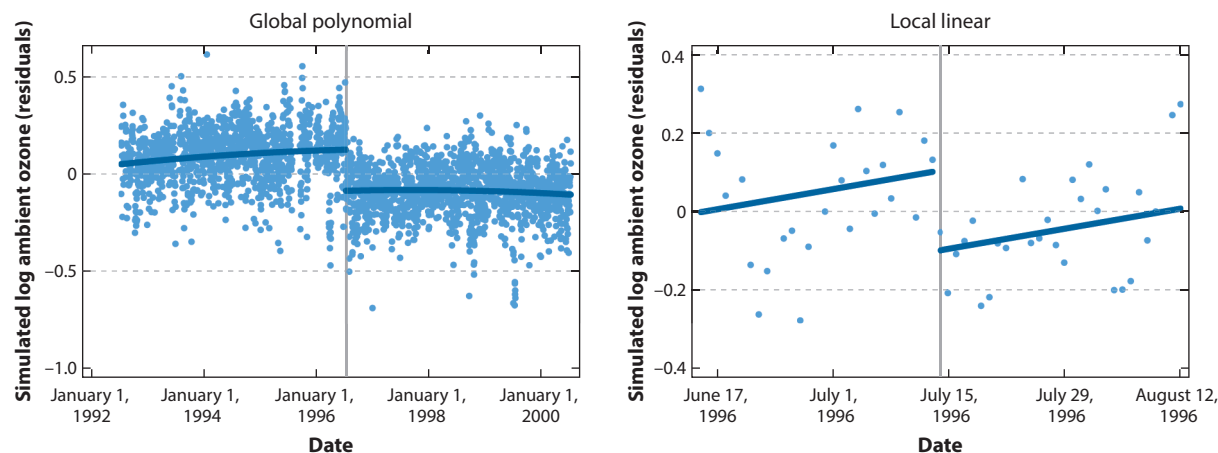 Global polynomial
Simulated log ambient ozone (residuals)
0.5
0
−0.5
−1.0
January 1,
1992
January 1,
1994
January 1,
1996
January 1,
1998
January 1,
2000
Date
Local linear
Simulated log ambient ozone (residuals)
0.4
0.2
0
−0.2
−0.4
June 17,
1996
July 1,
1996
July 15,
1996
July 29,
1996
August 12,
1996
Date